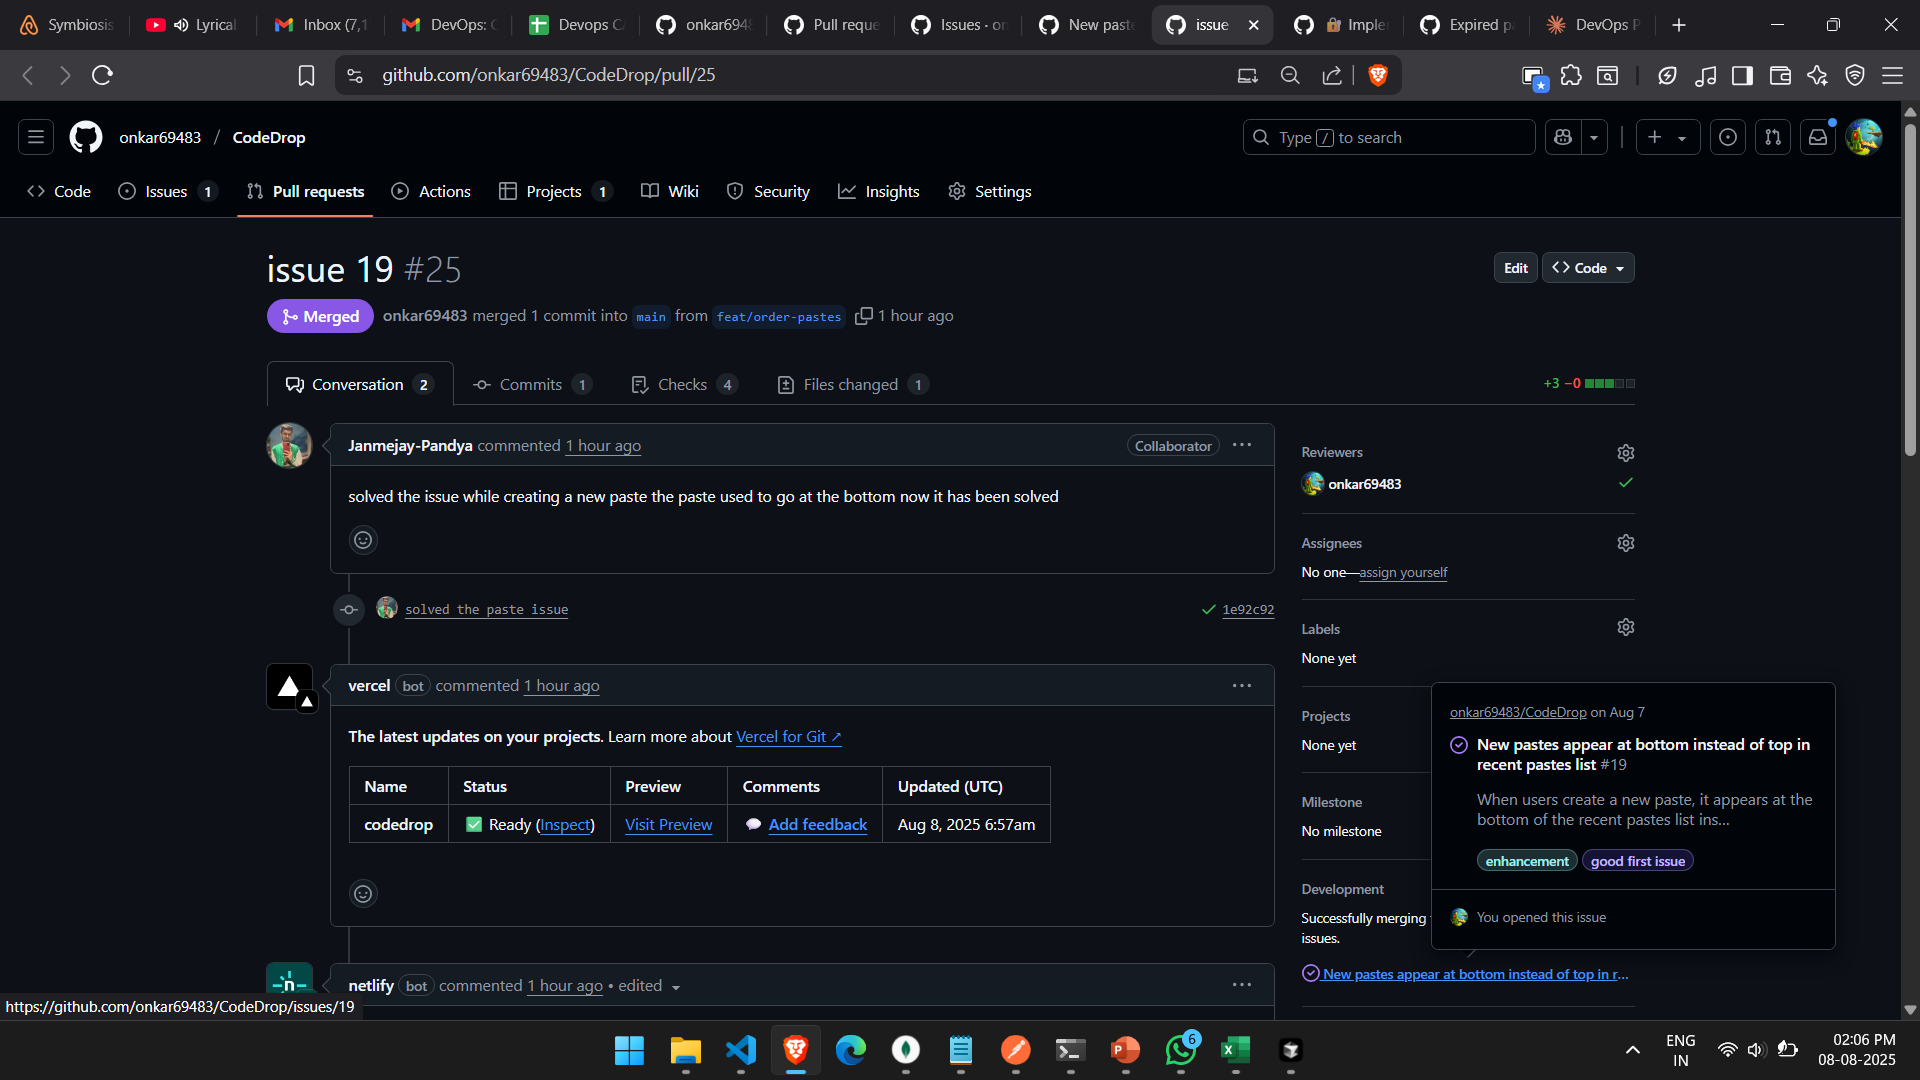 Symbiosis
Lyrical
Inbox (7,1
DevOps: C
Devops C
onkar694
Pull reque
Issues · on
New paste
issue
Imple
Expired p
DevOps P
github.com/onkar69483/CodeDrop/pull/25
onkar69483 / CodeDrop
Type / to search
Code
Issues 1
Pull requests
Actions
Projects 1
Wiki
Security
Insights
Settings
issue 19 #25
Edit
Code
Merged
onkar69483 merged 1 commit into main from feat/order-pastes 1 hour ago
Conversation 2
Commits 1
Checks 4
Files changed 1
+3 −0
Janmejay-Pandya commented 1 hour ago
Collaborator
solved the issue while creating a new paste the paste used to go at the bottom now it has been solved
solved the paste issue
1e92c92
vercel bot commented 1 hour ago
The latest updates on your projects. Learn more about Vercel for Git ↗
Name Status Preview Comments Updated (UTC)
codedrop ✅ Ready (Inspect) Visit Preview 💬 Add feedback Aug 8, 2025 6:57am
netlify bot commented 1 hour ago • edited
Reviewers
onkar69483
Assignees
No one—assign yourself
Labels
None yet
Projects
None yet
Milestone
No milestone
Development
Successfully merging
issues.
New pastes appear at bottom instead of top in r...
onkar69483/CodeDrop on Aug 7
New pastes appear at bottom instead of top in
recent pastes list #19
When users create a new paste, it appears at the
bottom of the recent pastes list ins...
enhancement
good first issue
You opened this issue
https://github.com/onkar69483/CodeDrop/issues/19
6
ENG
IN
02:06 PM
08-08-2025